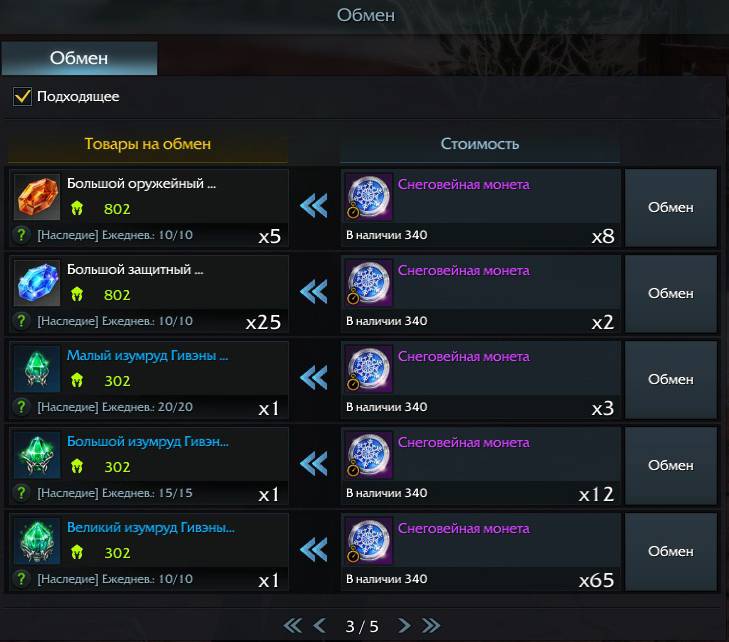 Обмен
Обмен
Подходящее
Товары на обмен
Стоимость
Большой оружейный ...
802
? [Наследие] Ежеднев.: 10/10 x5
Снеговейная монета
В наличии 340 x8
Обмен
Большой защитный ...
802
? [Наследие] Ежеднев.: 10/10 x25
Снеговейная монета
В наличии 340 x2
Обмен
Малый изумруд Гивэны ...
302
? [Наследие] Ежеднев.: 20/20 x1
Снеговейная монета
В наличии 340 x3
Обмен
Большой изумруд Гивэн...
302
? [Наследие] Ежеднев.: 15/15 x1
Снеговейная монета
В наличии 340 x12
Обмен
Великий изумруд Гивэны...
302
? [Наследие] Ежеднев.: 10/10 x1
Снеговейная монета
В наличии 340 x65
Обмен
3 / 5